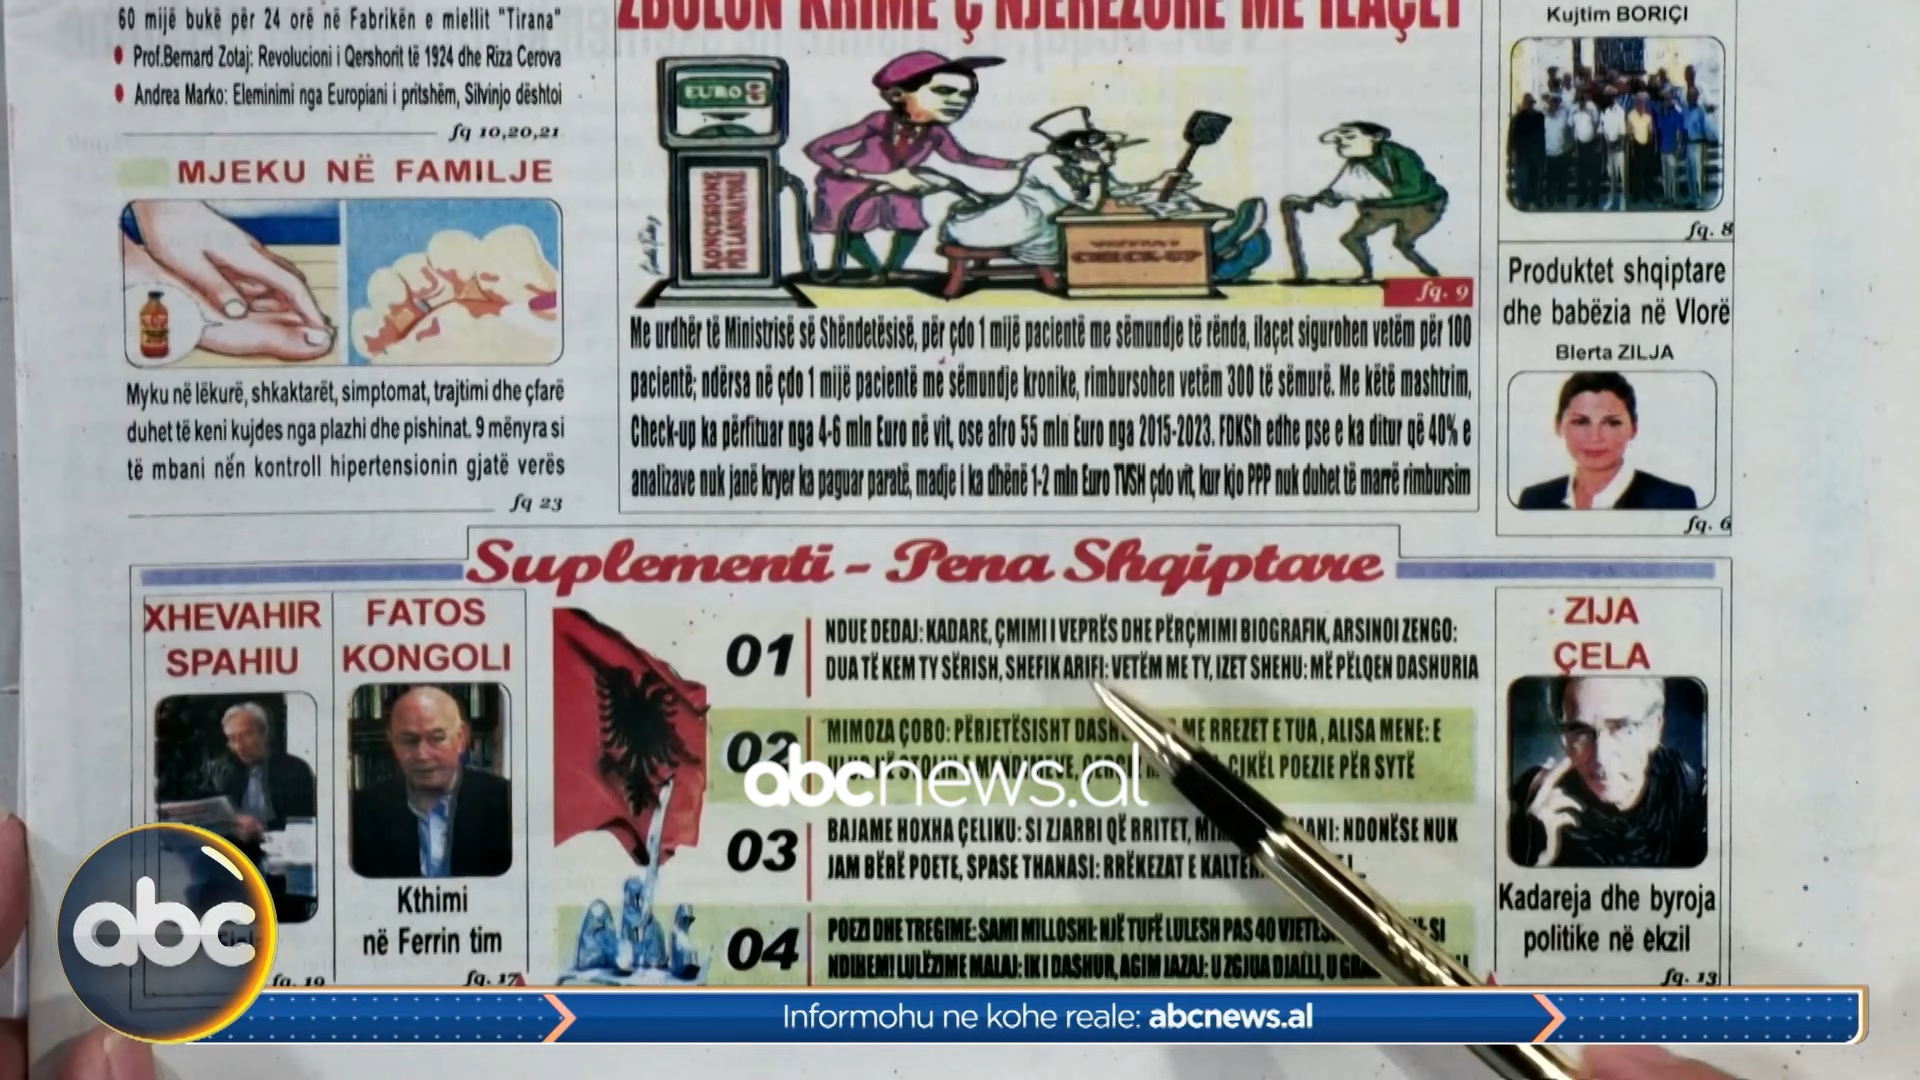 60 mijë bukë për 24 orë në Fabrikën e miellit "Tirana"
Prof.Bernard Zotaj: Revolucioni i Qershorit të 1924 dhe Riza Cerova
Andrea Marko: Eleminimi nga Europiani i pritshëm, Silvinjo dështoi
fq 10,20,21
MJEKU NË FAMILJE
Myku në lëkurë, shkaktarët, simptomat, trajtimi dhe çfarë
duhet të keni kujdes nga plazhi dhe pishinat. 9 mënyra si
të mbani nën kontroll hipertensionin gjatë verës
fq 23
ZBULON KRIME Ç'NJERËZORE ME ILAÇET
EURO
KONCESIONE
PËR LABORATORË
CHECK-UP
fq. 9
Me urdhër të Ministrisë së Shëndetësisë, për çdo 1 mijë pacientë me sëmundje të rënda, ilaçet sigurohen vetëm për 100
pacientë; ndërsa në çdo 1 mijë pacientë me sëmundje kronike, rimbursohen vetëm 300 të sëmurë. Me këtë mashtrim,
Check-up ka përfituar nga 4-6 mln Euro në vit, ose afro 55 mln Euro nga 2015-2023. FDKSh edhe pse e ka ditur që 40% e
analizave nuk janë kryer ka paguar paratë, madje i ka dhënë 1-2 mln Euro TVSH çdo vit, kur kjo PPP nuk duhet të marrë rimbursim
Kujtim BORIÇI
fq. 8
Produktet shqiptare
dhe babëzia në Vlorë
Blerta ZILJA
fq. 6
Suplementi - Pena Shqiptare
XHEVAHIR
SPAHIU
fq. 19
FATOS
KONGOLI
Kthimi
në Ferrin tim
fq. 17
01
NDUE DEDAJ: KADARE, ÇMIMI I VEPRËS DHE PËRÇMIMI BIOGRAFIK, ARSINOI ZENGO:
DUA TË KEM TY SËRISH, SHEFIK ARIFI: VETËM ME TY, IZET SHEHU: MË PËLQEN DASHURIA
02
MIMOZA ÇOBO: PËRJETËSISHT ME RREZET E TUA, ALISA MENE: E
CIKËL POEZIE PËR SYTË
03
BAJAME HOXHA ÇELIKU: SI ZJARRI QË RRITET, NDONËSE NUK
JAM BËRË POETE, SPASE THANASI: RRËKEZAT E
04
POEZI DHE TREGIME: SAMI MILLOSHI: NJË TUFË LULESH PAS 40 SI
NDIHEM! LULËZIME MALAJ: IKI DASHUR, AGIM JAZAJ: U ZGJUA DJALLI,
ZIJA
ÇELA
Kadareja dhe byroja
politike në ekzil
fq. 13
abcnews.al
abc
Informohu ne kohe reale: abcnews.al